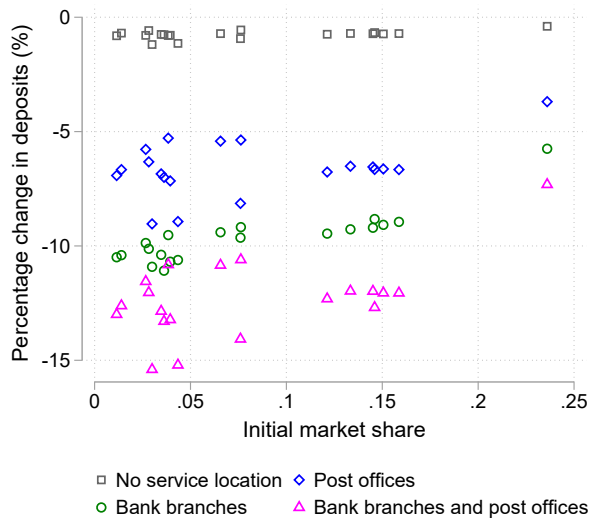 Percentage change in deposits (%)
0
-5
-10
-15
0
.05
.1
.15
.2
.25
Initial market share
No service location
Post offices
Bank branches
Bank branches and post offices